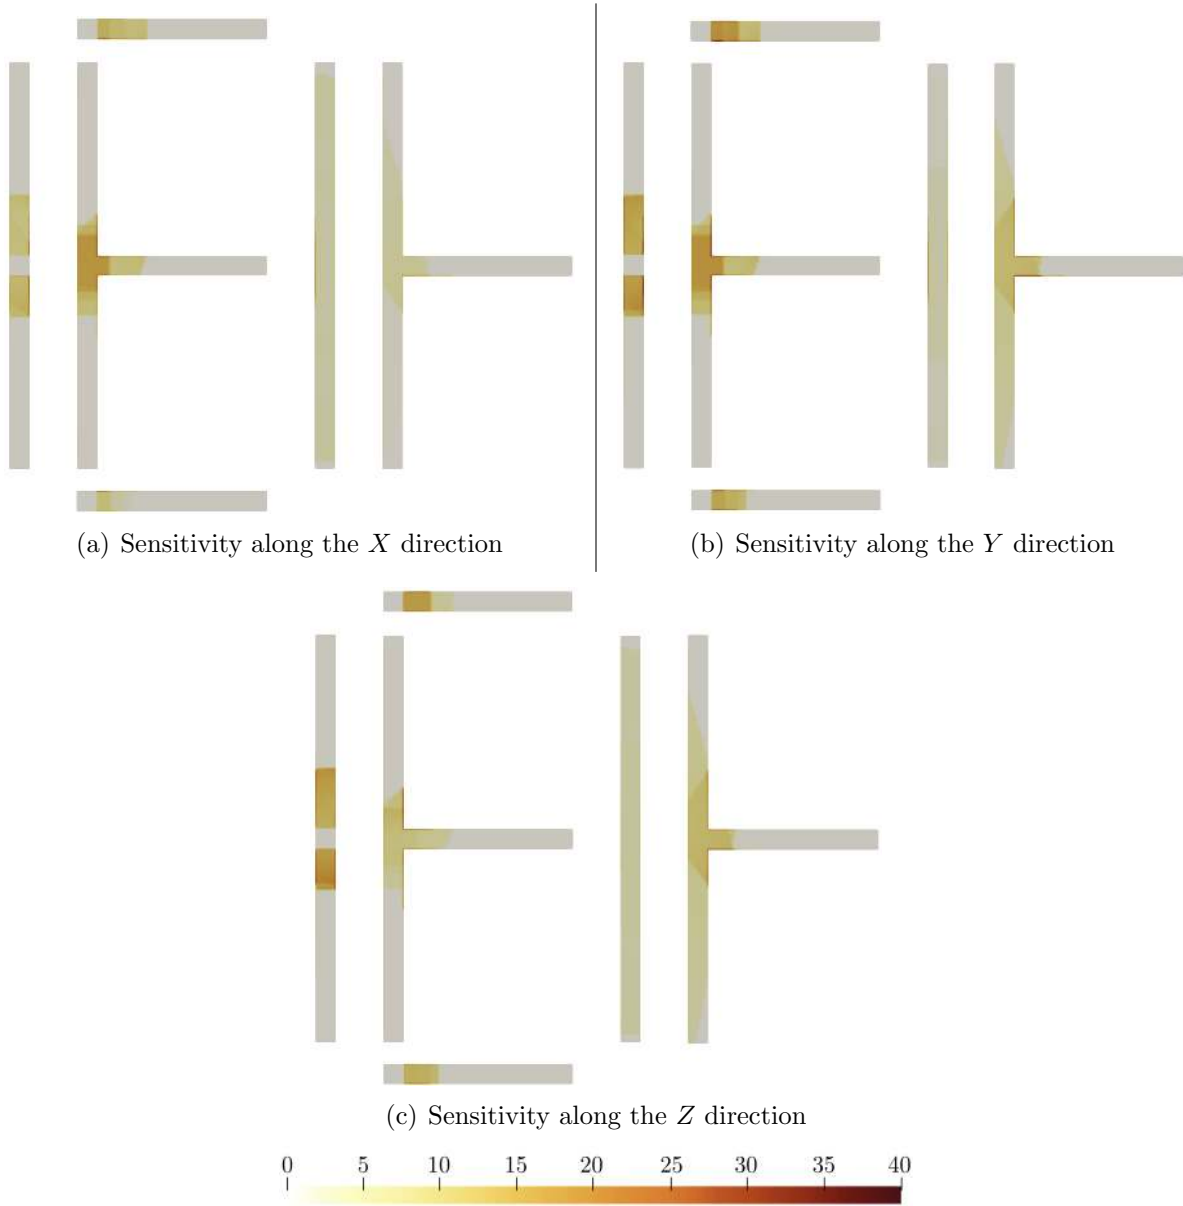 (a) Sensitivity along the X direction
(b) Sensitivity along the Y direction
(c) Sensitivity along the Z direction
0 5 10 15 20 25 30 35 40